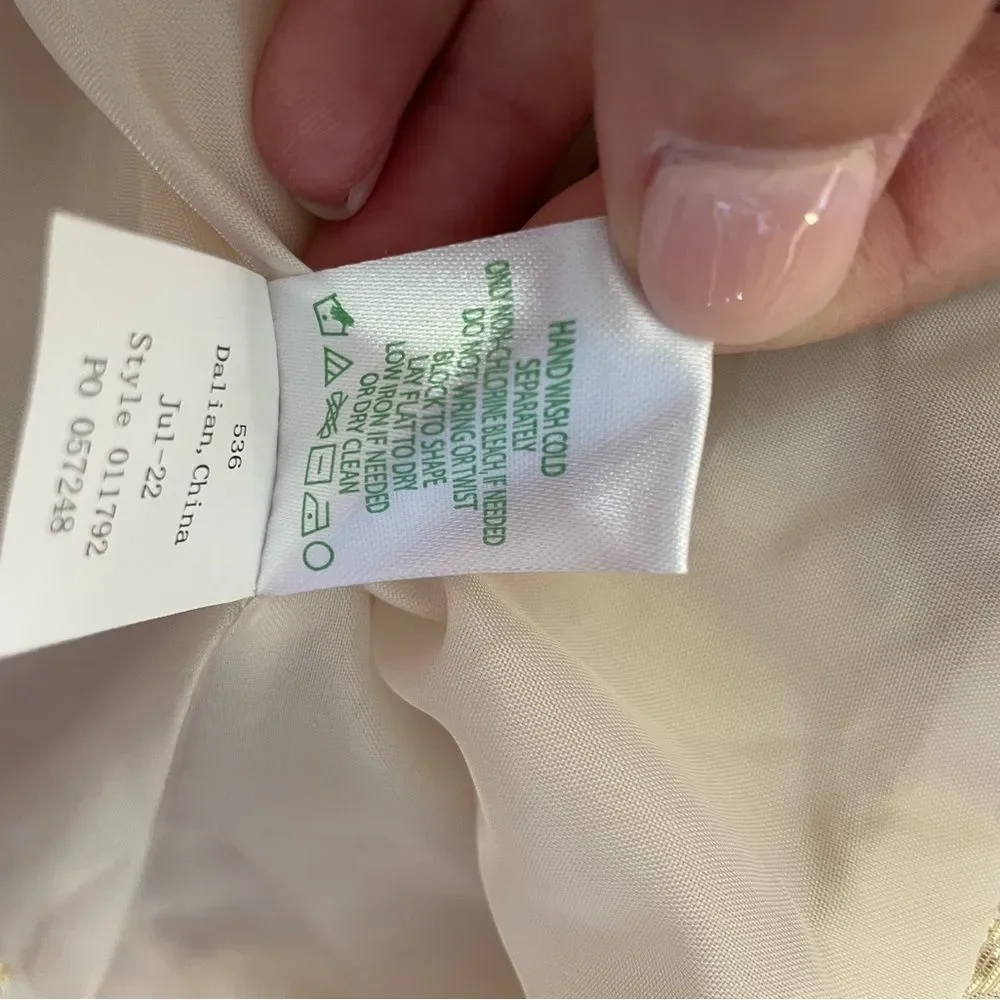 536
Dalian, China
Jul-22
Style 011792
PO 057248
HAND WASH COLD
SEPARATELY
ONLY NON-CHLORINE BLEACH, IF NEEDED
DO NOT WRING OR TWIST
BLOCK TO SHAPE
LAY FLAT TO DRY
LOW IRON IF NEEDED
OR DRY CLEAN